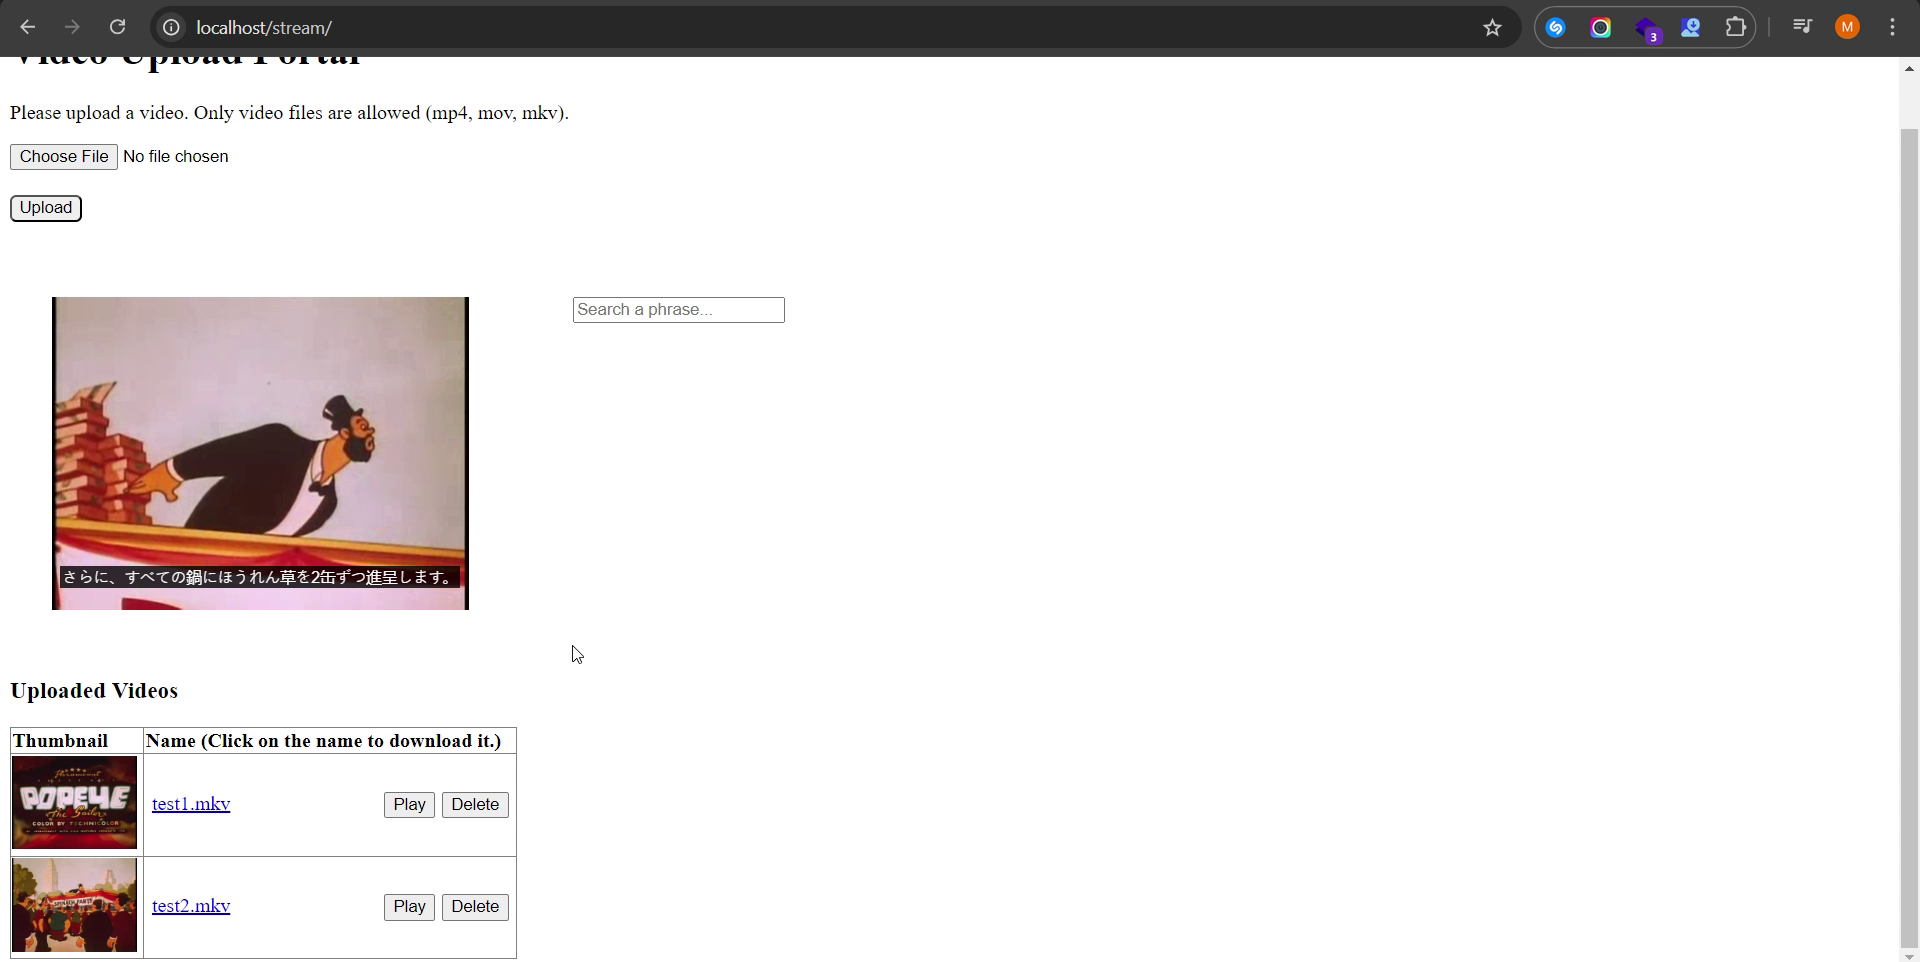 localhost/stream/
3
M
Video Upload Portal
Please upload a video. Only video files are allowed (mp4, mov, mkv).
Choose File No file chosen
Upload
Search a phrase...
さらに、すべての鍋にほうれん草を2缶ずつ進呈します。
Uploaded Videos
Thumbnail Name (Click on the name to download it.)
Paramount
POPEYE
The Sailor
COLOR BY TECHNICOLOR
test1.mkv Play Delete
test2.mkv Play Delete